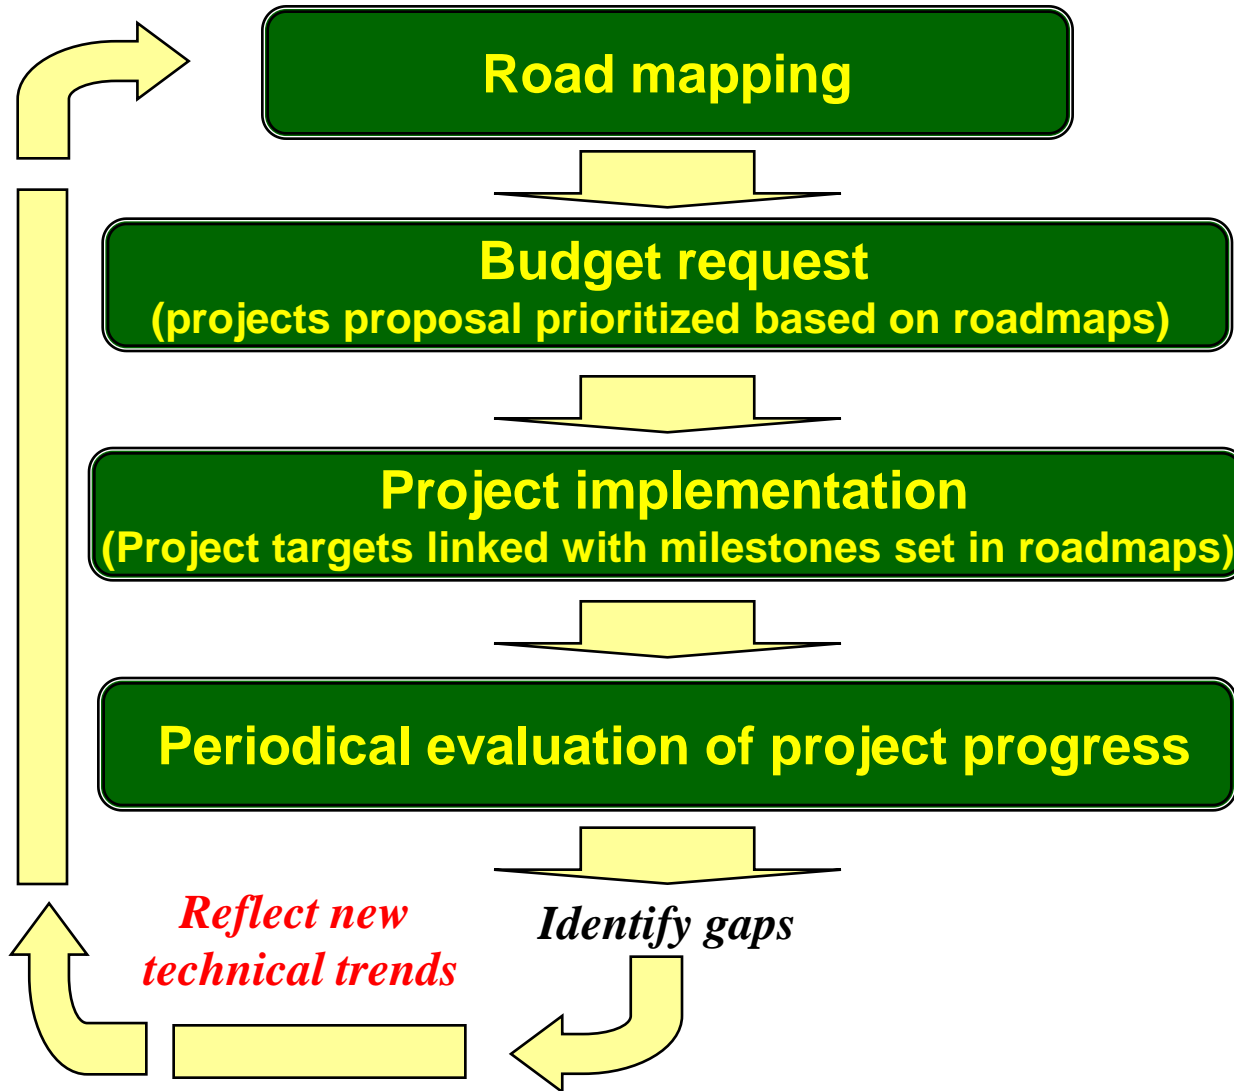 Road mapping
Budget request
(projects proposal prioritized based on roadmaps)
Project implementation
(Project targets linked with milestones set in roadmaps)
Periodical evaluation of project progress
Reflect new
technical trends
Identify gaps